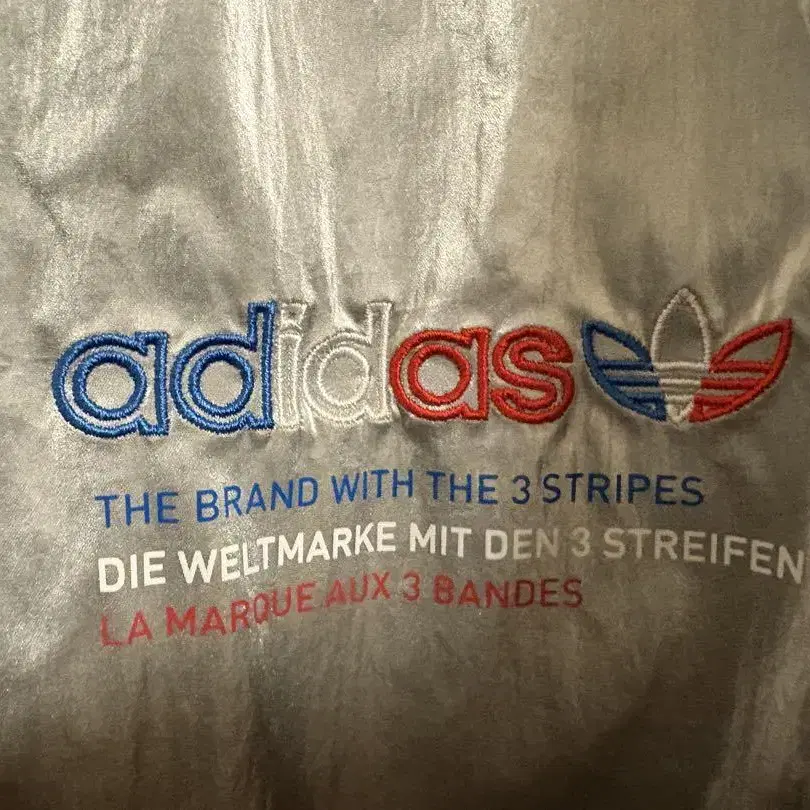 adidas
THE BRAND WITH THE 3 STRIPES
DIE WELTMARKE MIT DEN 3 STREIFEN
LA MARQUE AUX 3 BANDES